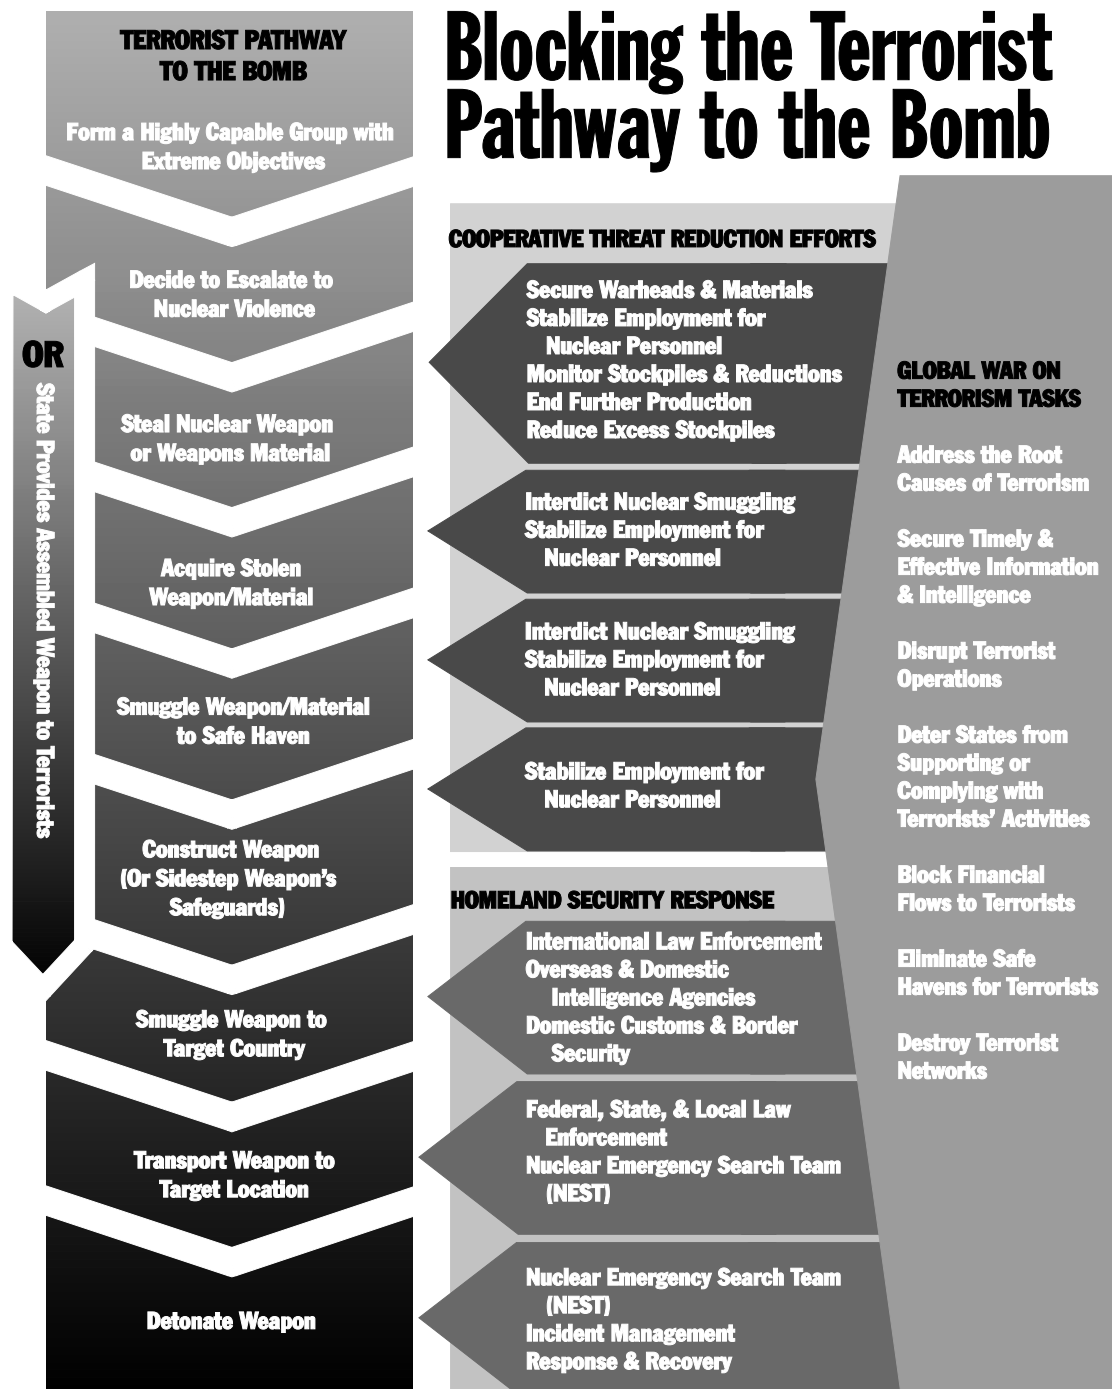 Blocking the Terrorist
Pathway to the Bomb
TERRORIST PATHWAY
TO THE BOMB
Form a Highly Capable Group with
Extreme Objectives
Decide to Escalate to
Nuclear Violence
OR
State Provides Assembled Weapon to Terrorists
Steal Nuclear Weapon
or Weapons Material
Acquire Stolen
Weapon/Material
Smuggle Weapon/Material
to Safe Haven
Construct Weapon
(Or Sidestep Weapon’s
Safeguards)
Smuggle Weapon to
Target Country
Transport Weapon to
Target Location
Detonate Weapon
COOPERATIVE THREAT REDUCTION EFFORTS
Secure Warheads & Materials
Stabilize Employment for
Nuclear Personnel
Monitor Stockpiles & Reductions
End Further Production
Reduce Excess Stockpiles
Interdict Nuclear Smuggling
Stabilize Employment for
Nuclear Personnel
Interdict Nuclear Smuggling
Stabilize Employment for
Nuclear Personnel
Stabilize Employment for
Nuclear Personnel
HOMELAND SECURITY RESPONSE
International Law Enforcement
Overseas & Domestic
Intelligence Agencies
Domestic Customs & Border
Security
Federal, State, & Local Law
Enforcement
Nuclear Emergency Search Team
(NEST)
Nuclear Emergency Search Team
(NEST)
Incident Management
Response & Recovery
GLOBAL WAR ON
TERRORISM TASKS
Address the Root
Causes of Terrorism
Secure Timely &
Effective Information
& Intelligence
Disrupt Terrorist
Operations
Deter States from
Supporting or
Complying with
Terrorists’ Activities
Block Financial
Flows to Terrorists
Eliminate Safe
Havens for Terrorists
Destroy Terrorist
Networks